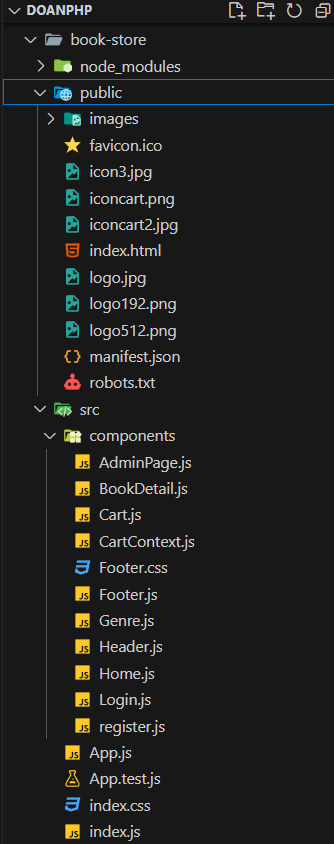 DOANPHP
book-store
node_modules
public
images
favicon.ico
icon3.jpg
iconcart.png
iconcart2.jpg
index.html
logo.jpg
logo192.png
logo512.png
manifest.json
robots.txt
src
components
AdminPage.js
BookDetail.js
Cart.js
CartContext.js
Footer.css
Footer.js
Genre.js
Header.js
Home.js
Login.js
register.js
App.js
App.test.js
index.css
index.js